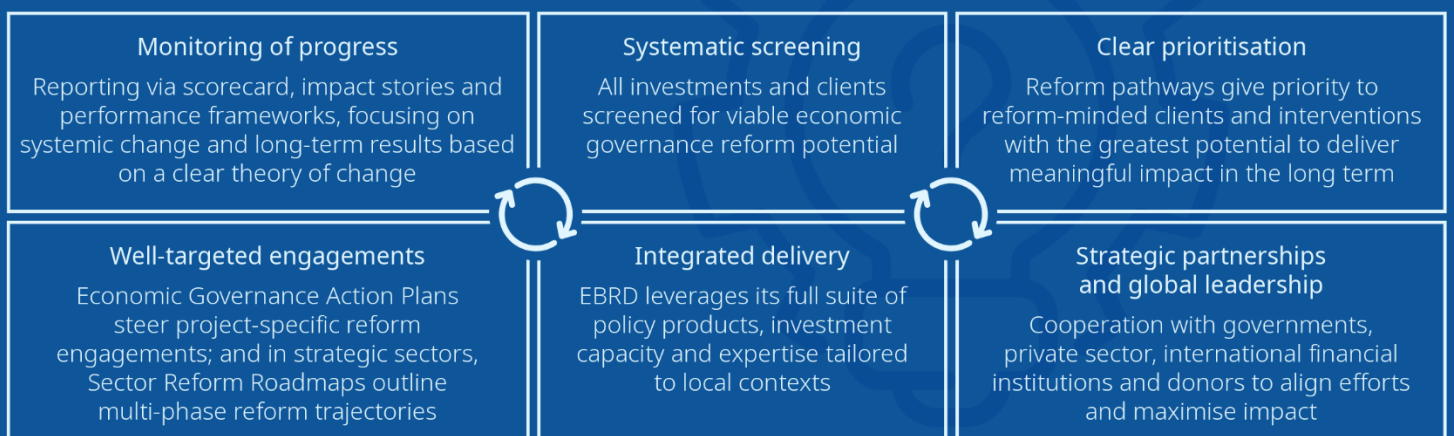 Monitoring of progress
Reporting via scorecard, impact stories and
performance frameworks, focusing on
systemic change and long-term results based
on a clear theory of change
Systematic screening
All investments and clients
screened for viable economic
governance reform potential
Clear prioritisation
Reform pathways give priority to
reform-minded clients and interventions
with the greatest potential to deliver
meaningful impact in the long term
Well-targeted engagements
Economic Governance Action Plans
steer project-specific reform
engagements; and in strategic sectors,
Sector Reform Roadmaps outline
multi-phase reform trajectories
Integrated delivery
EBRD leverages its full suite of
policy products, investment
capacity and expertise tailored
to local contexts
Strategic partnerships
and global leadership
Cooperation with governments,
private sector, international financial
institutions and donors to align efforts
and maximise impact